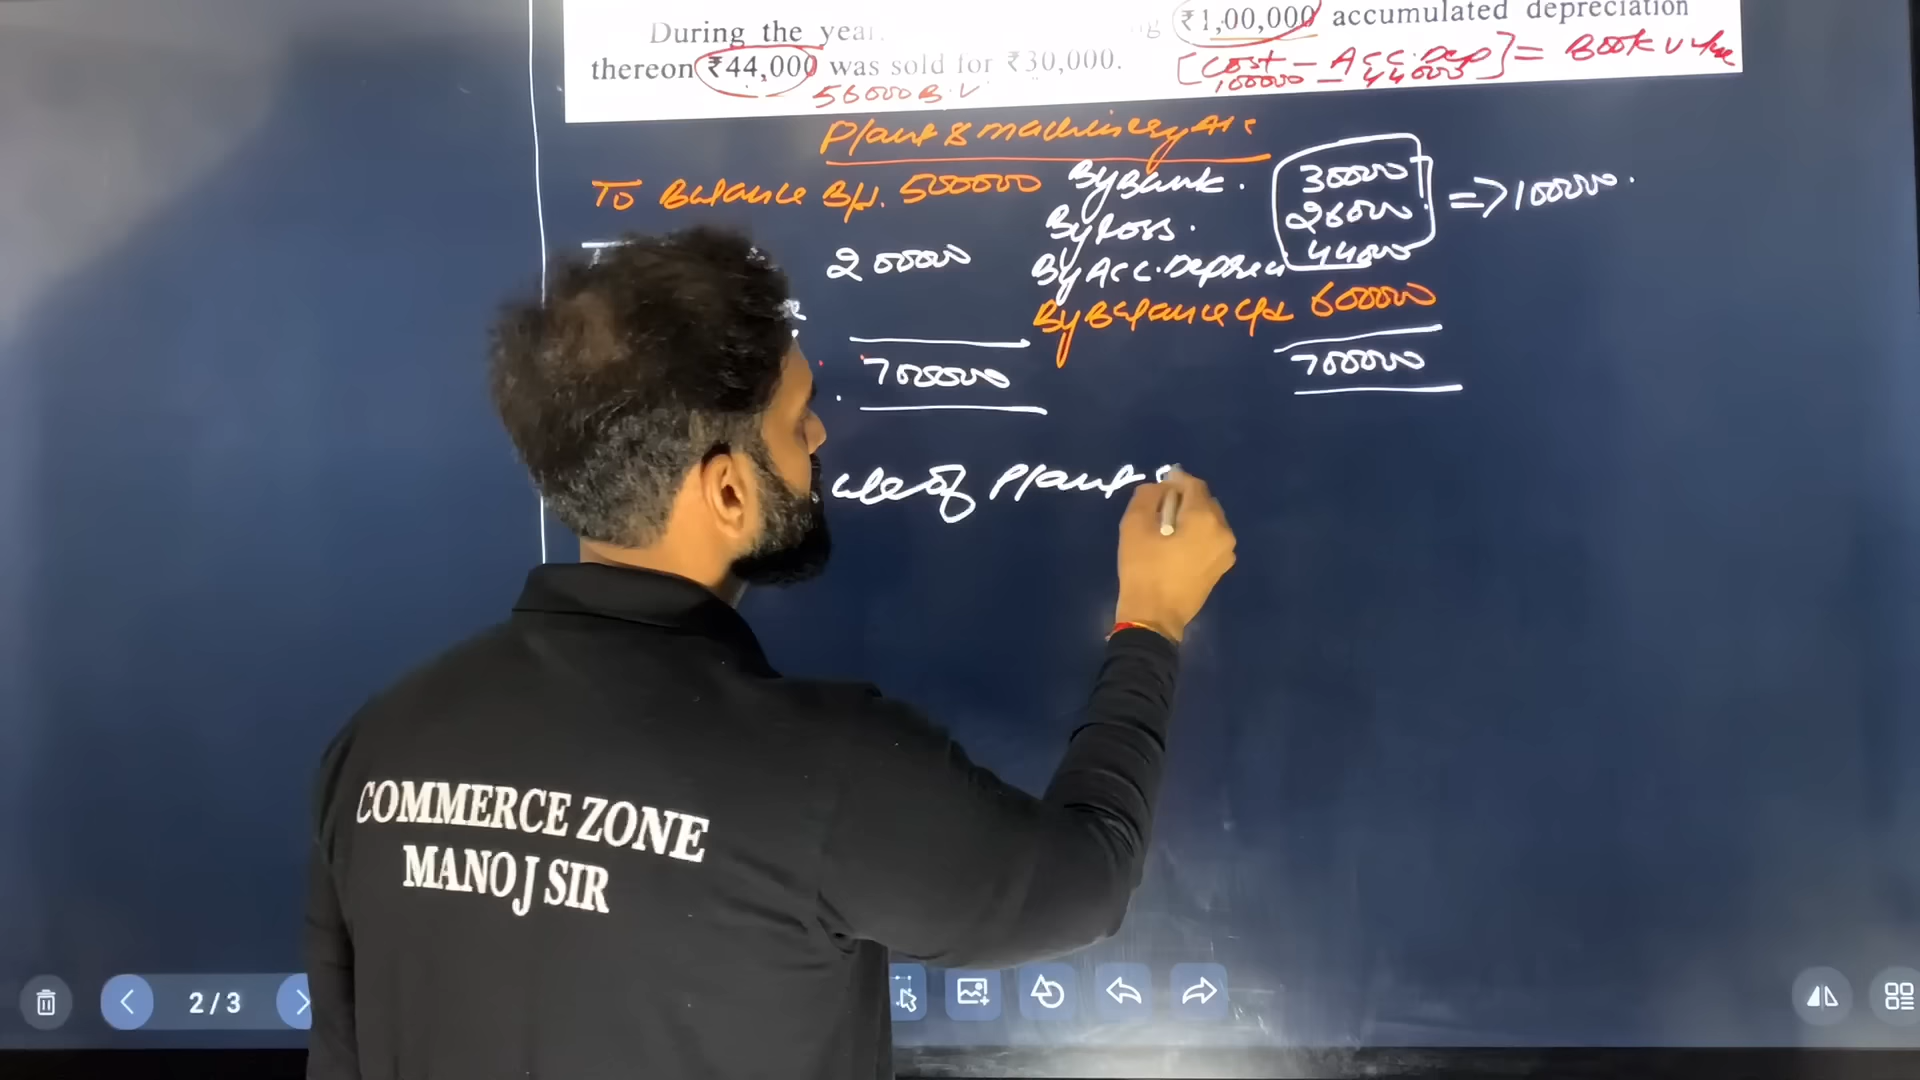 During the year, ₹1,00,000 accumulated depreciation
thereon ₹44,000 was sold for ₹30,000.
[Cost - Acc. Dep] = Book Value
100000 - 44000
56000 B.V
Plant & machinery A/c
To Balance B/d. 500000 By Bank. 30000
By Loss. 26000 => 100000.
200000 By Acc. Deprec 44000
By Balance c/d 600000
700000 700000
of Plant
COMMERCE ZONE
MANOJ SIR
2/3